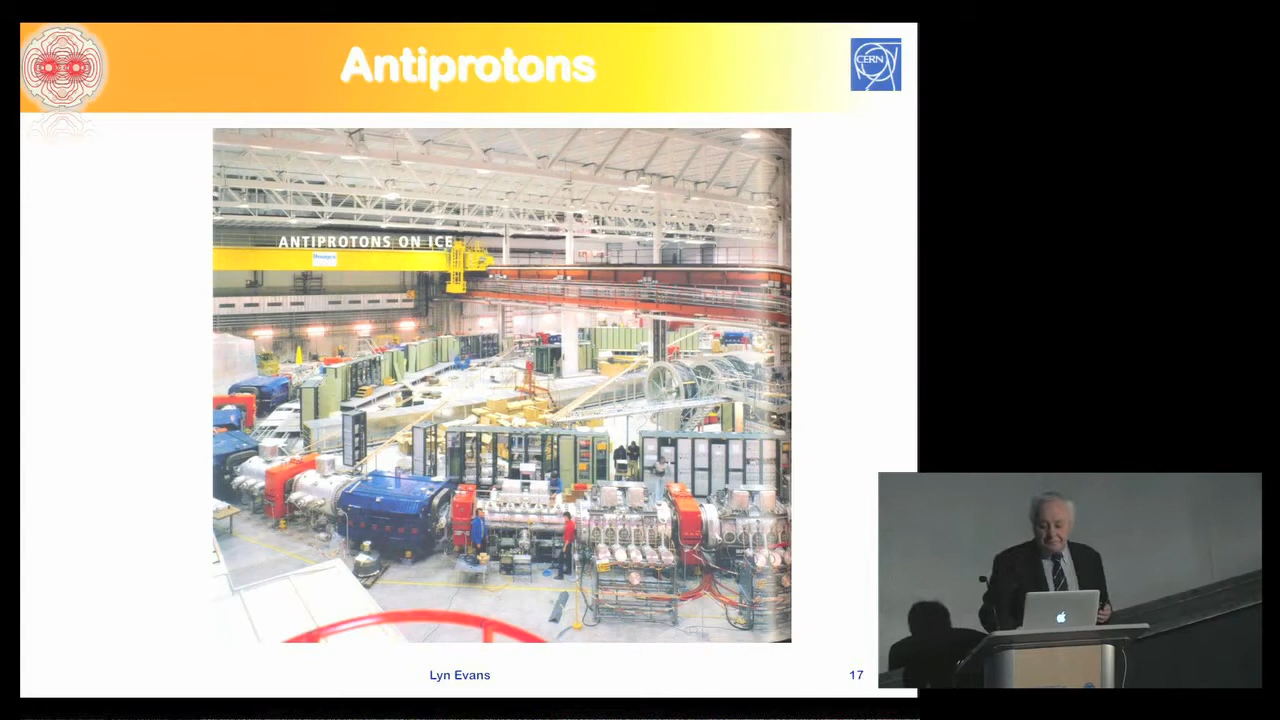 Antiprotons
CERN
ANTIPROTONS ON ICE
Lyn Evans
17